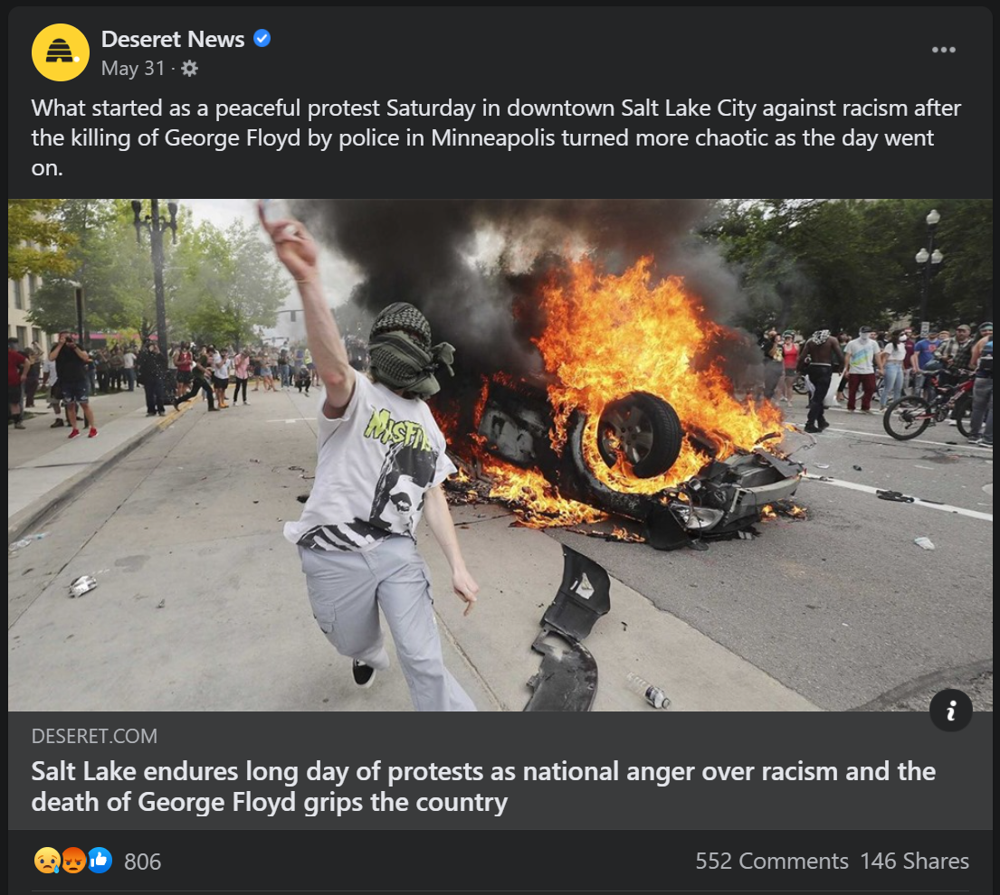 Deseret News
May 31 ·
What started as a peaceful protest Saturday in downtown Salt Lake City against racism after
the killing of George Floyd by police in Minneapolis turned more chaotic as the day went
on.
MISFI
DESERET.COM
Salt Lake endures long day of protests as national anger over racism and the
death of George Floyd grips the country
806
552 Comments 146 Shares